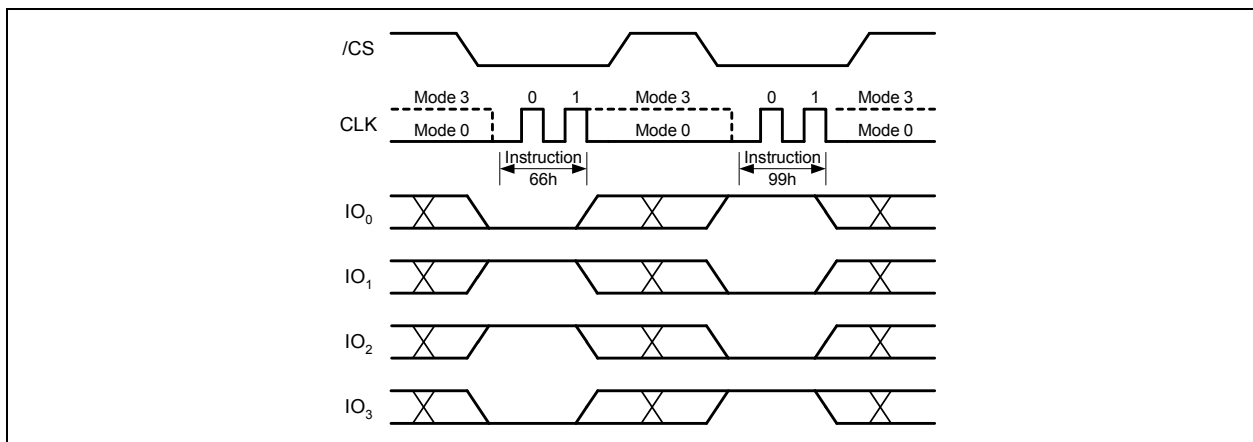 /CS
Mode 3 0 1 Mode 3 0 1 Mode 3
CLK
Mode 0 Mode 0 Mode 0
Instruction Instruction
66h 99h
IO0
IO1
IO2
IO3